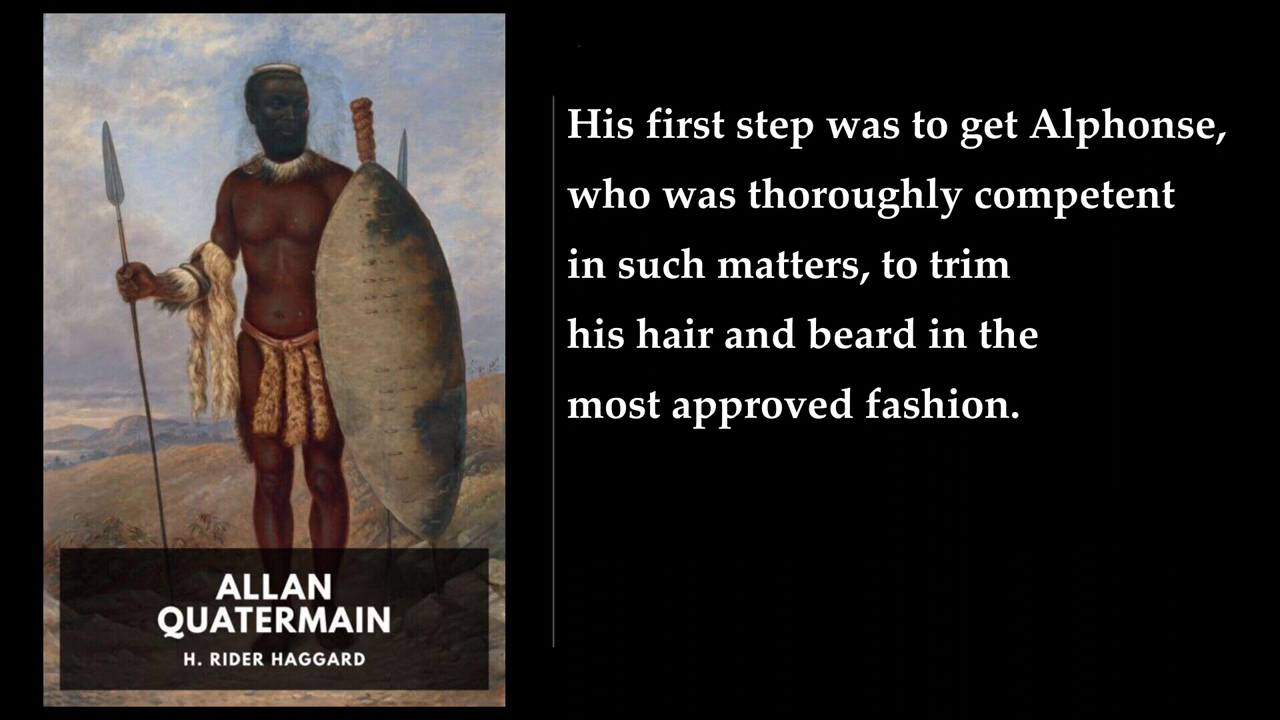 His first step was to get Alphonse,
who was thoroughly competent
in such matters, to trim
his hair and beard in the
most approved fashion.
ALLAN
QUATERMAIN
H. RIDER HAGGARD